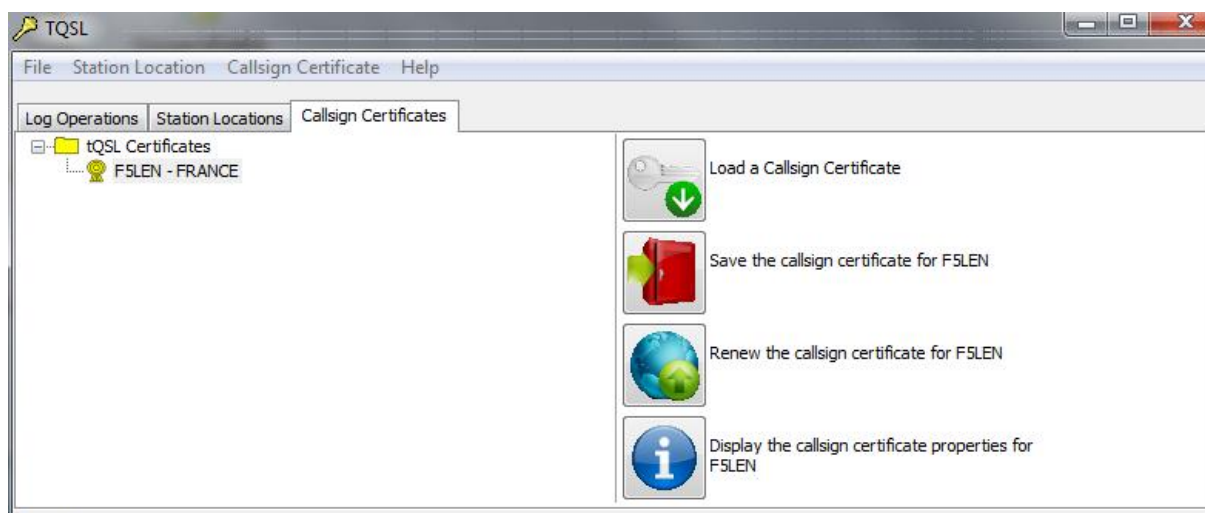 TQSL
File Station Location Callsign Certificate Help
Log Operations Station Locations Callsign Certificates
tQSL Certificates
F5LEN - FRANCE
Load a Callsign Certificate
Save the callsign certificate for F5LEN
Renew the callsign certificate for F5LEN
Display the callsign certificate properties for
F5LEN